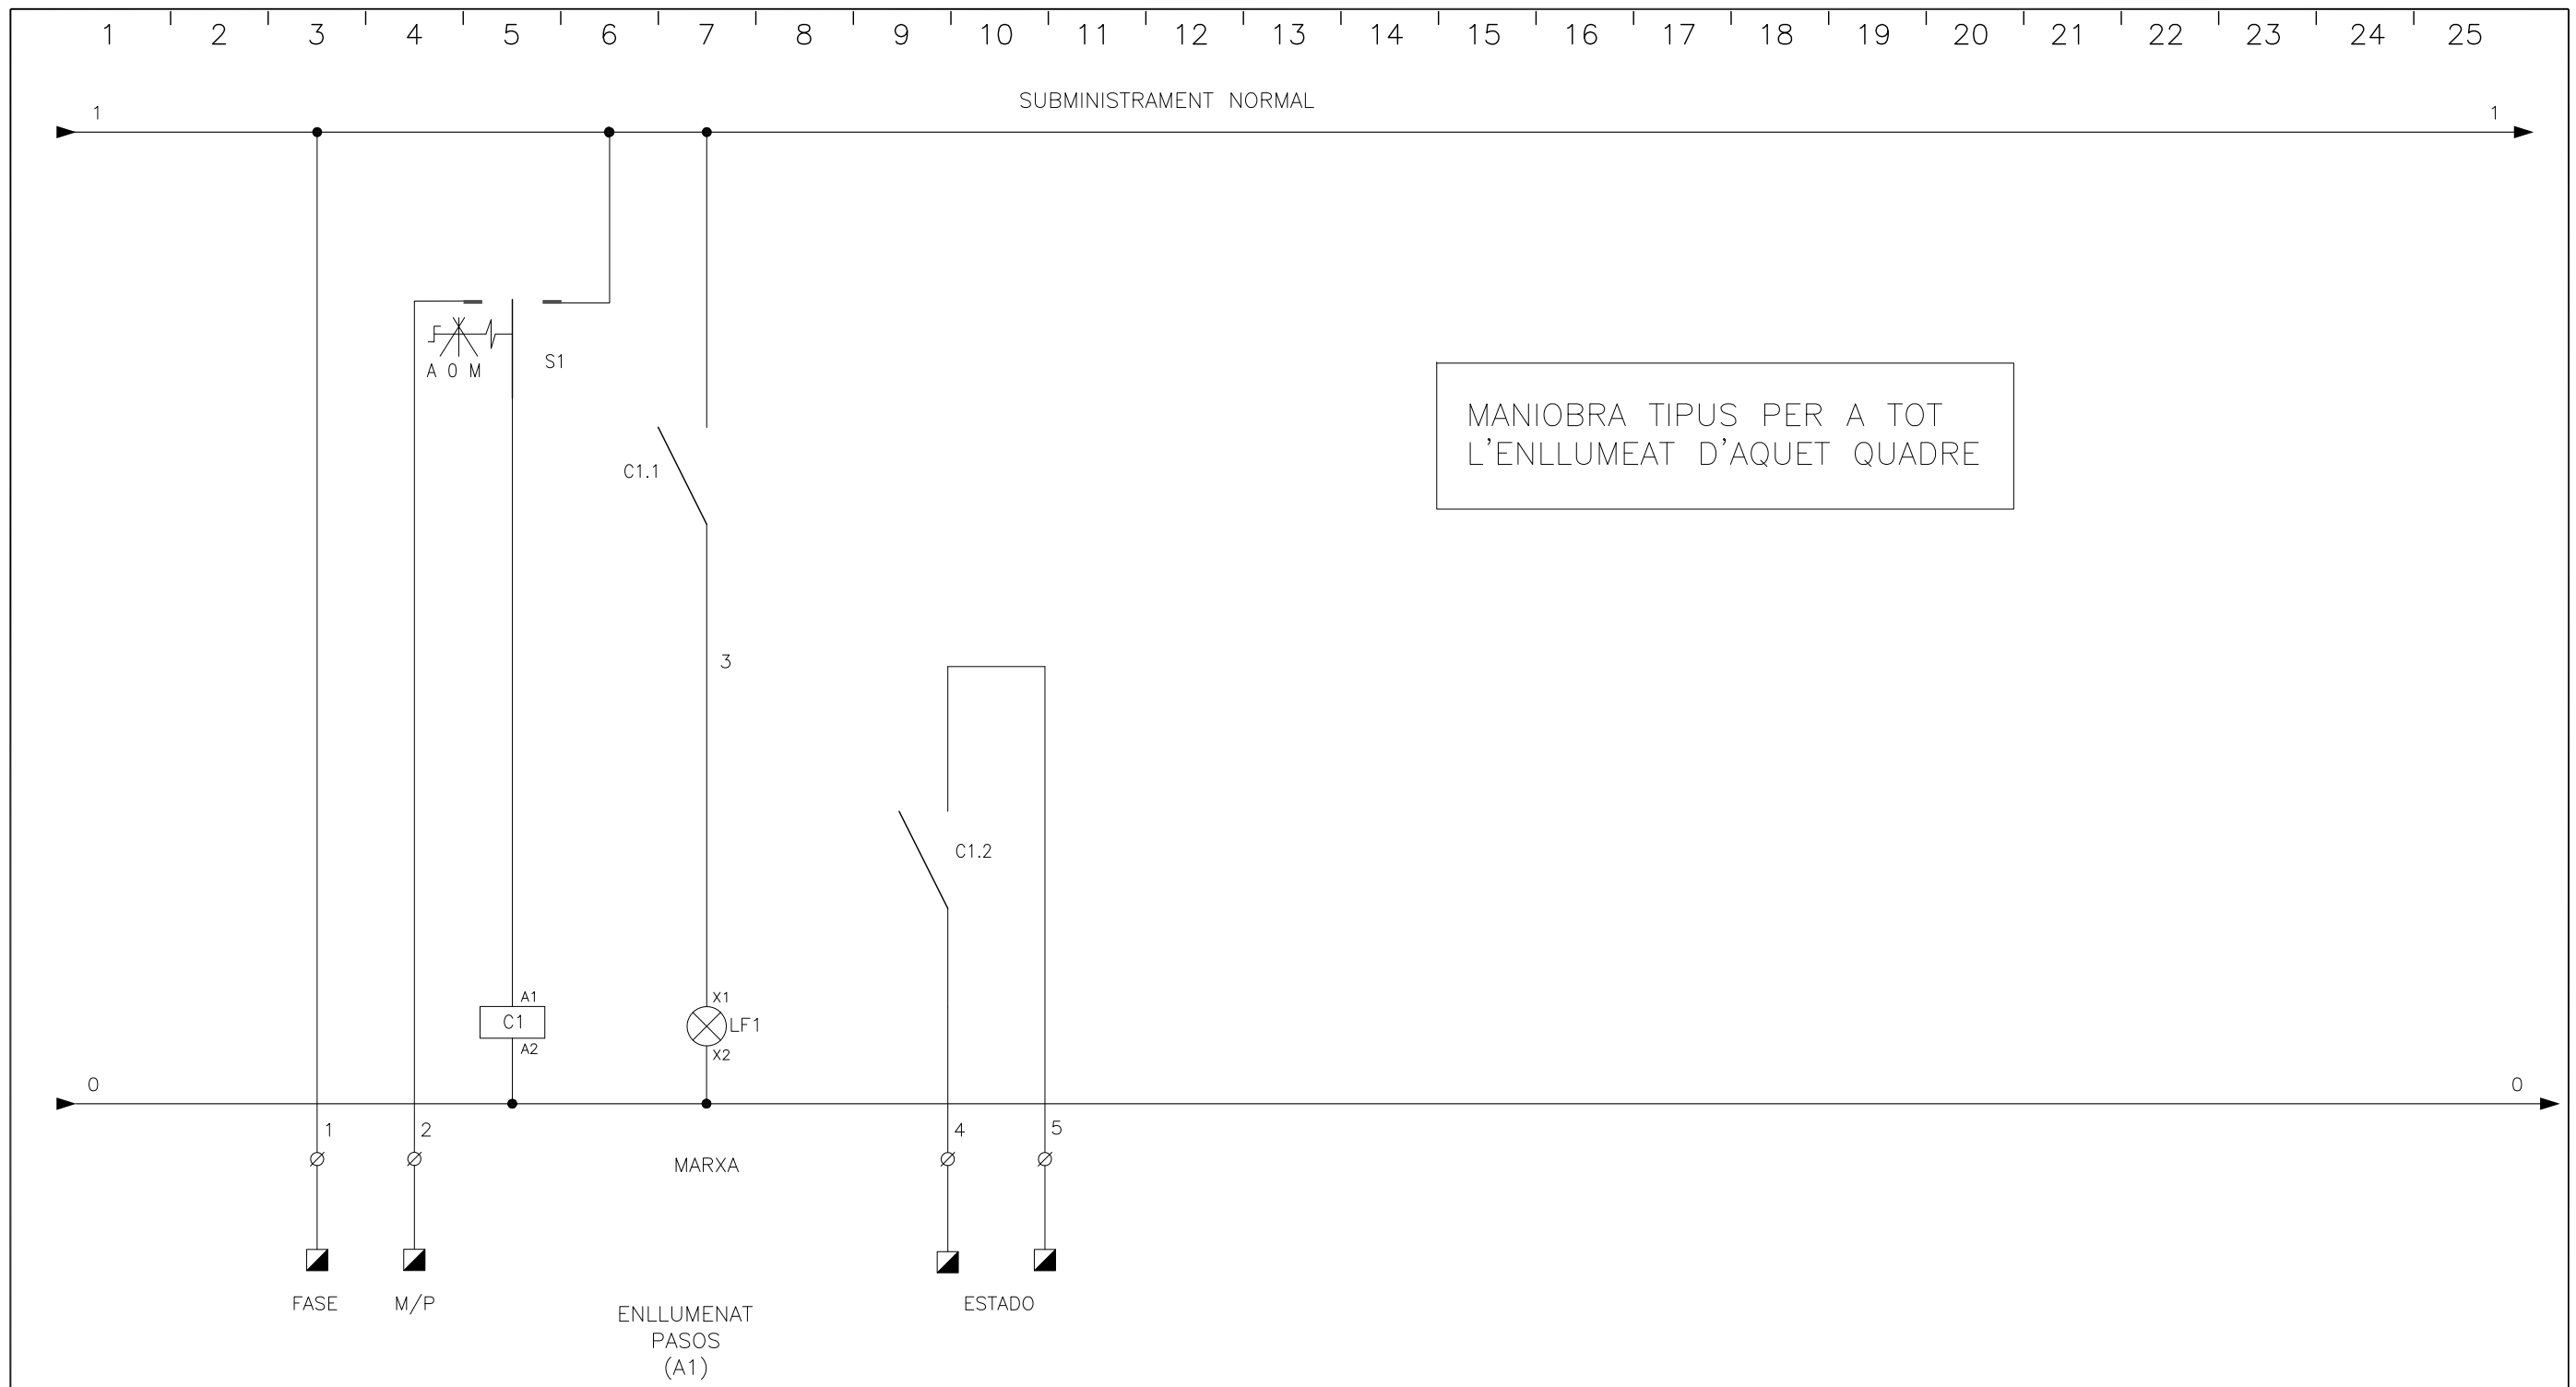 1 2 3 4 5 6 7 8 9 10 11 12 13 14 15 16 17 18 19 20 21 22 23 24 25
SUBMINISTRAMENT NORMAL
1 1
S1
A 0 M
MANIOBRA TIPUS PER A TOT
L'ENLLUMEAT D'AQUET QUADRE
C1.1
3
C1.2
A1 X1
C1 LF1
A2 X2
0 0
1 2 4 5
MARXA
FASE M/P ESTADO
ENLLUMENAT
PASOS
(A1)